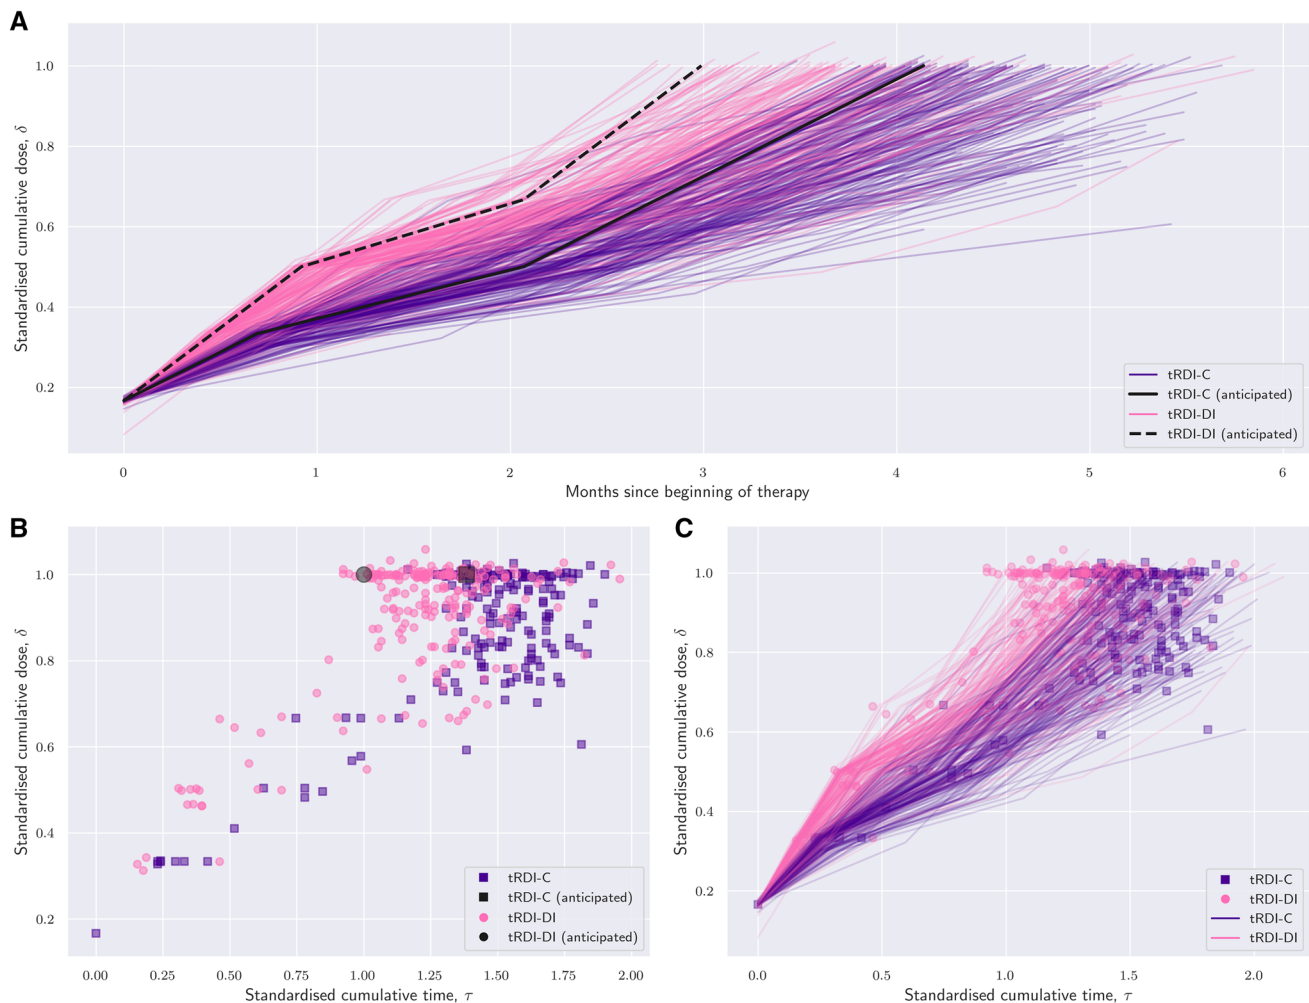 A
Standardised cumulative dose, δ
1.0
0.8
0.6
0.4
0.2
0 1 2 3 4 5 6
Months since beginning of therapy
tRDI-C
tRDI-C (anticipated)
tRDI-DI
tRDI-DI (anticipated)
B
Standardised cumulative dose, δ
1.0
0.8
0.6
0.4
0.2
0.00 0.25 0.50 0.75 1.00 1.25 1.50 1.75 2.00
Standardised cumulative time, τ
tRDI-C
tRDI-C (anticipated)
tRDI-DI
tRDI-DI (anticipated)
C
Standardised cumulative dose, δ
1.0
0.8
0.6
0.4
0.2
0.0 0.5 1.0 1.5 2.0
Standardised cumulative time, τ
tRDI-C
tRDI-DI
tRDI-C
tRDI-DI